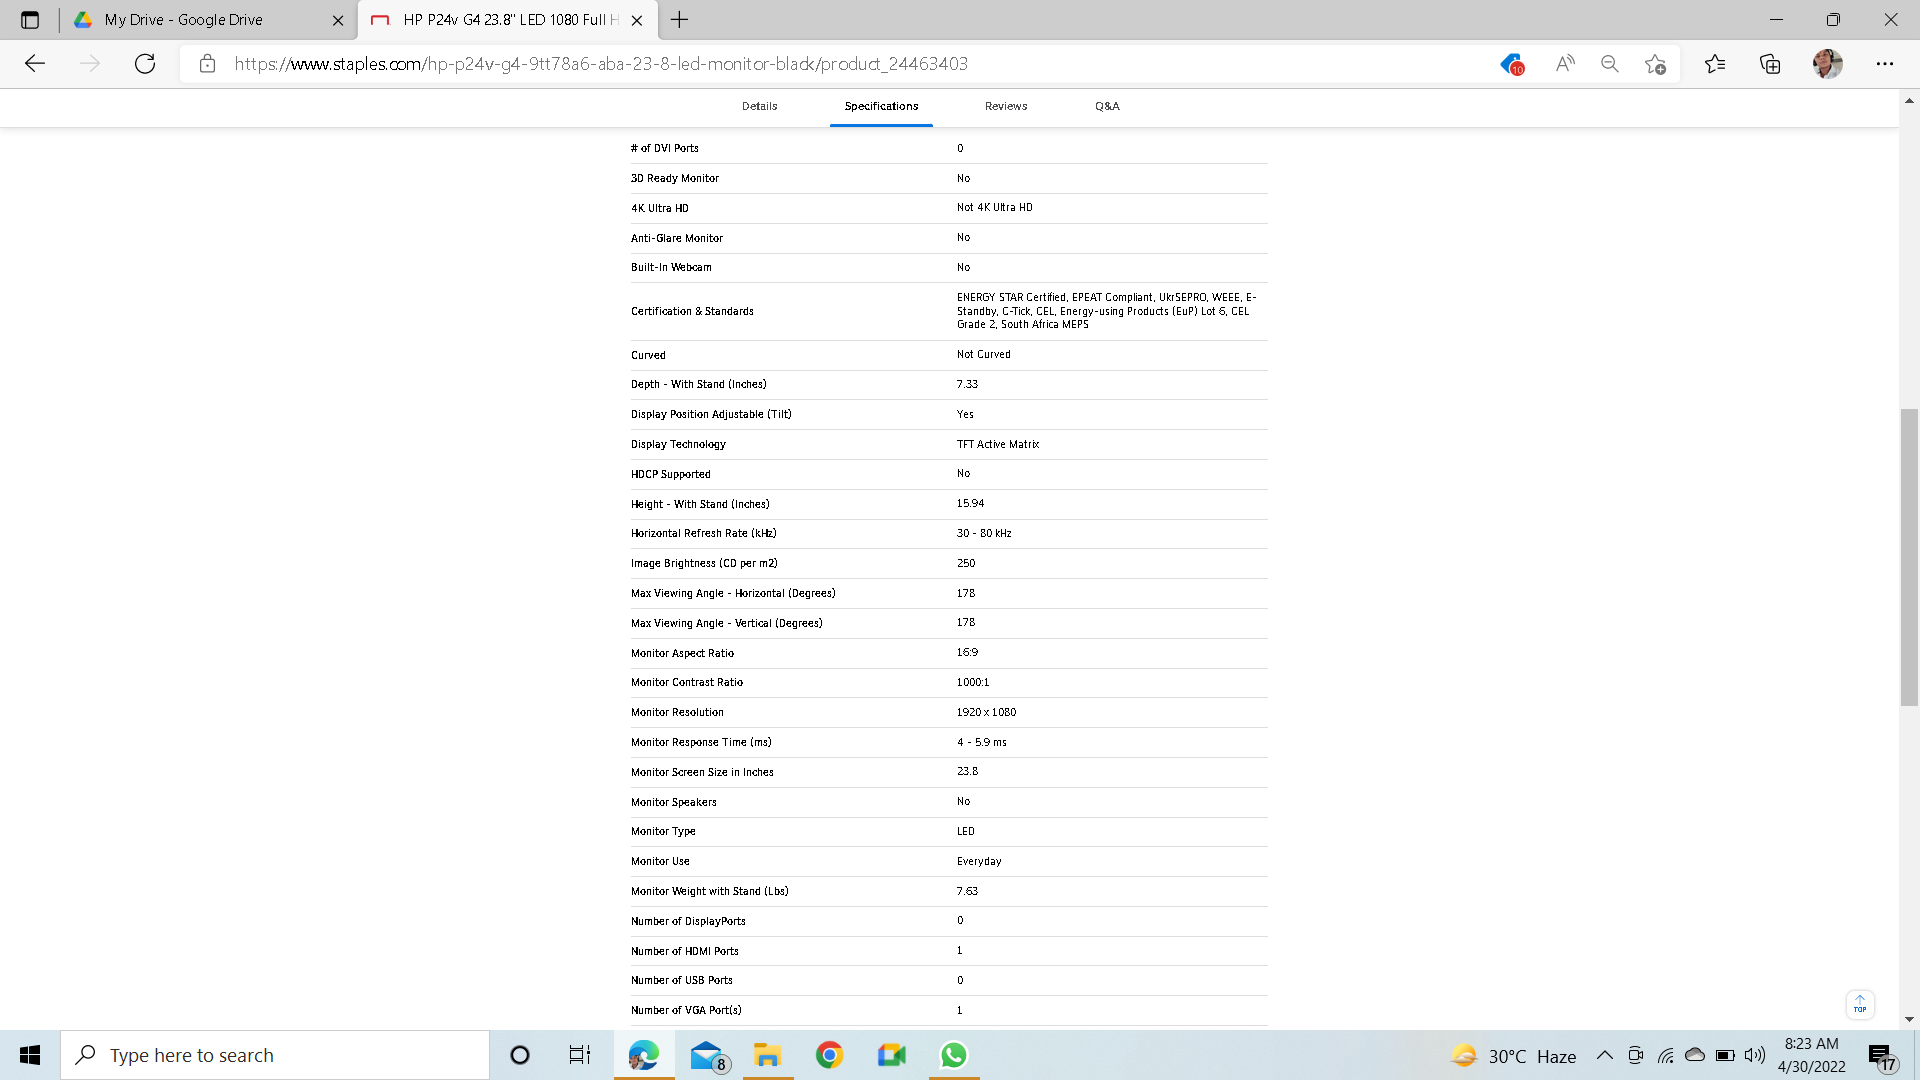 My Drive - Google Drive
HP P24v G4 23.8" LED 1080 Full H
https://www.staples.com/hp-p24v-g4-9tt78a6-aba-23-8-led-monitor-black/product_24463403
10
Details Specifications Reviews Q&A
# of DVI Ports 0
3D Ready Monitor No
4K Ultra HD Not 4K Ultra HD
Anti-Glare Monitor No
Built-In Webcam No
Certification & Standards ENERGY STAR Certified, EPEAT Compliant, UkrSEPRO, WEEE, E-
Standby, C-Tick, CEL, Energy-using Products (EuP) Lot 6, CEL
Grade 2, South Africa MEPS
Curved Not Curved
Depth - With Stand (Inches) 7.33
Display Position Adjustable (Tilt) Yes
Display Technology TFT Active Matrix
HDCP Supported No
Height - With Stand (Inches) 15.94
Horizontal Refresh Rate (kHz) 30 - 80 kHz
Image Brightness (CD per m2) 250
Max Viewing Angle - Horizontal (Degrees) 178
Max Viewing Angle - Vertical (Degrees) 178
Monitor Aspect Ratio 16:9
Monitor Contrast Ratio 1000:1
Monitor Resolution 1920 x 1080
Monitor Response Time (ms) 4 - 5.9 ms
Monitor Screen Size in Inches 23.8
Monitor Speakers No
Monitor Type LED
Monitor Use Everyday
Monitor Weight with Stand (Lbs) 7.63
Number of DisplayPorts 0
Number of HDMI Ports 1
Number of USB Ports 0
Number of VGA Port(s) 1
TOP
Type here to search
8
30°C Haze
8:23 AM
4/30/2022
17